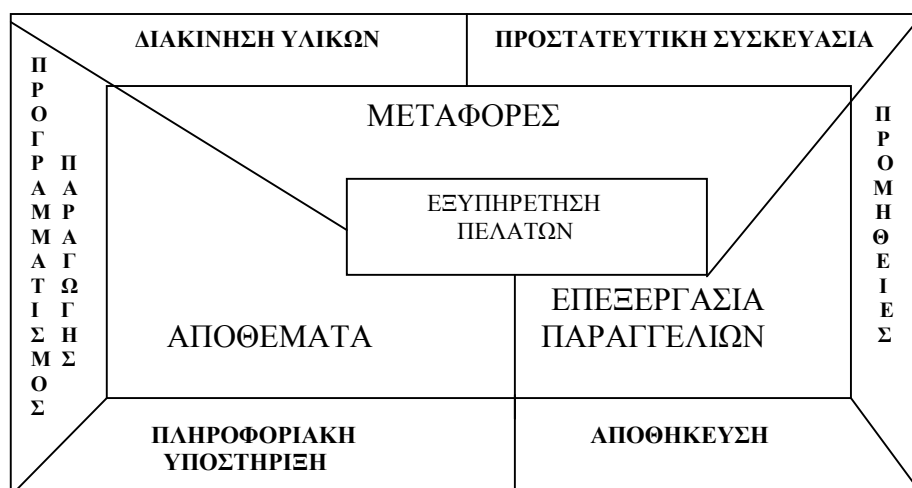 ΔΙΑΚΙΝΗΣΗ ΥΛΙΚΩΝ
ΠΡΟΣΤΑΤΕΥΤΙΚΗ ΣΥΣΚΕΥΑΣΙΑ
ΠΡΟΓΡΑΜΜΑΤΙΣΜΟΣ
ΠΑΡΑΓΩΓΗΣ
ΜΕΤΑΦΟΡΕΣ
ΕΞΥΠΗΡΕΤΗΣΗ
ΠΕΛΑΤΩΝ
ΑΠΟΘΕΜΑΤΑ
ΕΠΕΞΕΡΓΑΣΙΑ
ΠΑΡΑΓΓΕΛΙΩΝ
ΠΡΟΜΗΘΕΙΕΣ
ΠΛΗΡΟΦΟΡΙΑΚΗ
ΥΠΟΣΤΗΡΙΞΗ
ΑΠΟΘΗΚΕΥΣΗ